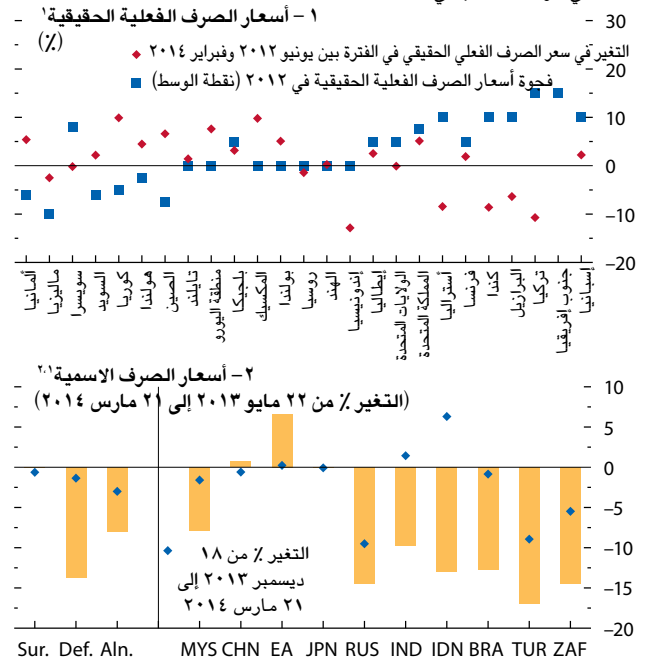 ١ – أسعار الصرف الفعلية الحقيقية¹
(٪)
التغير في سعر الصرف الفعلي الحقيقي في الفترة بين يونيو ٢٠١٢ وفبراير ٢٠١٤
فجوة أسعار الصرف الفعلية الحقيقية في ٢٠١٢ (نقطة الوسط)
30
20
10
0
–10
–20
ألمانيا
ماليزيا
سويسرا
السويد
كوريا
هولندا
الصين
تايلند
منطقة اليورو
بلجيكا
المكسيك
بولندا
روسيا
الهند
إندونيسيا
إيطاليا
الولايات المتحدة
المملكة المتحدة
أستراليا
فرنسا
كندا
البرازيل
تركيا
جنوب إفريقيا
إسبانيا
٢– أسعار الصرف الاسمية¹٬²
(التغير ٪ من ٢٢ مايو ٢٠١٣ إلى ٢١ مارس ٢٠١٤)
10
5
0
–5
–10
–15
–20
التغير ٪ من ١٨
ديسمبر ٢٠١٣ إلى
٢١ مارس ٢٠١٤
Sur. Def. Aln. MYS CHN EA JPN RUS IND IDN BRA TUR ZAF